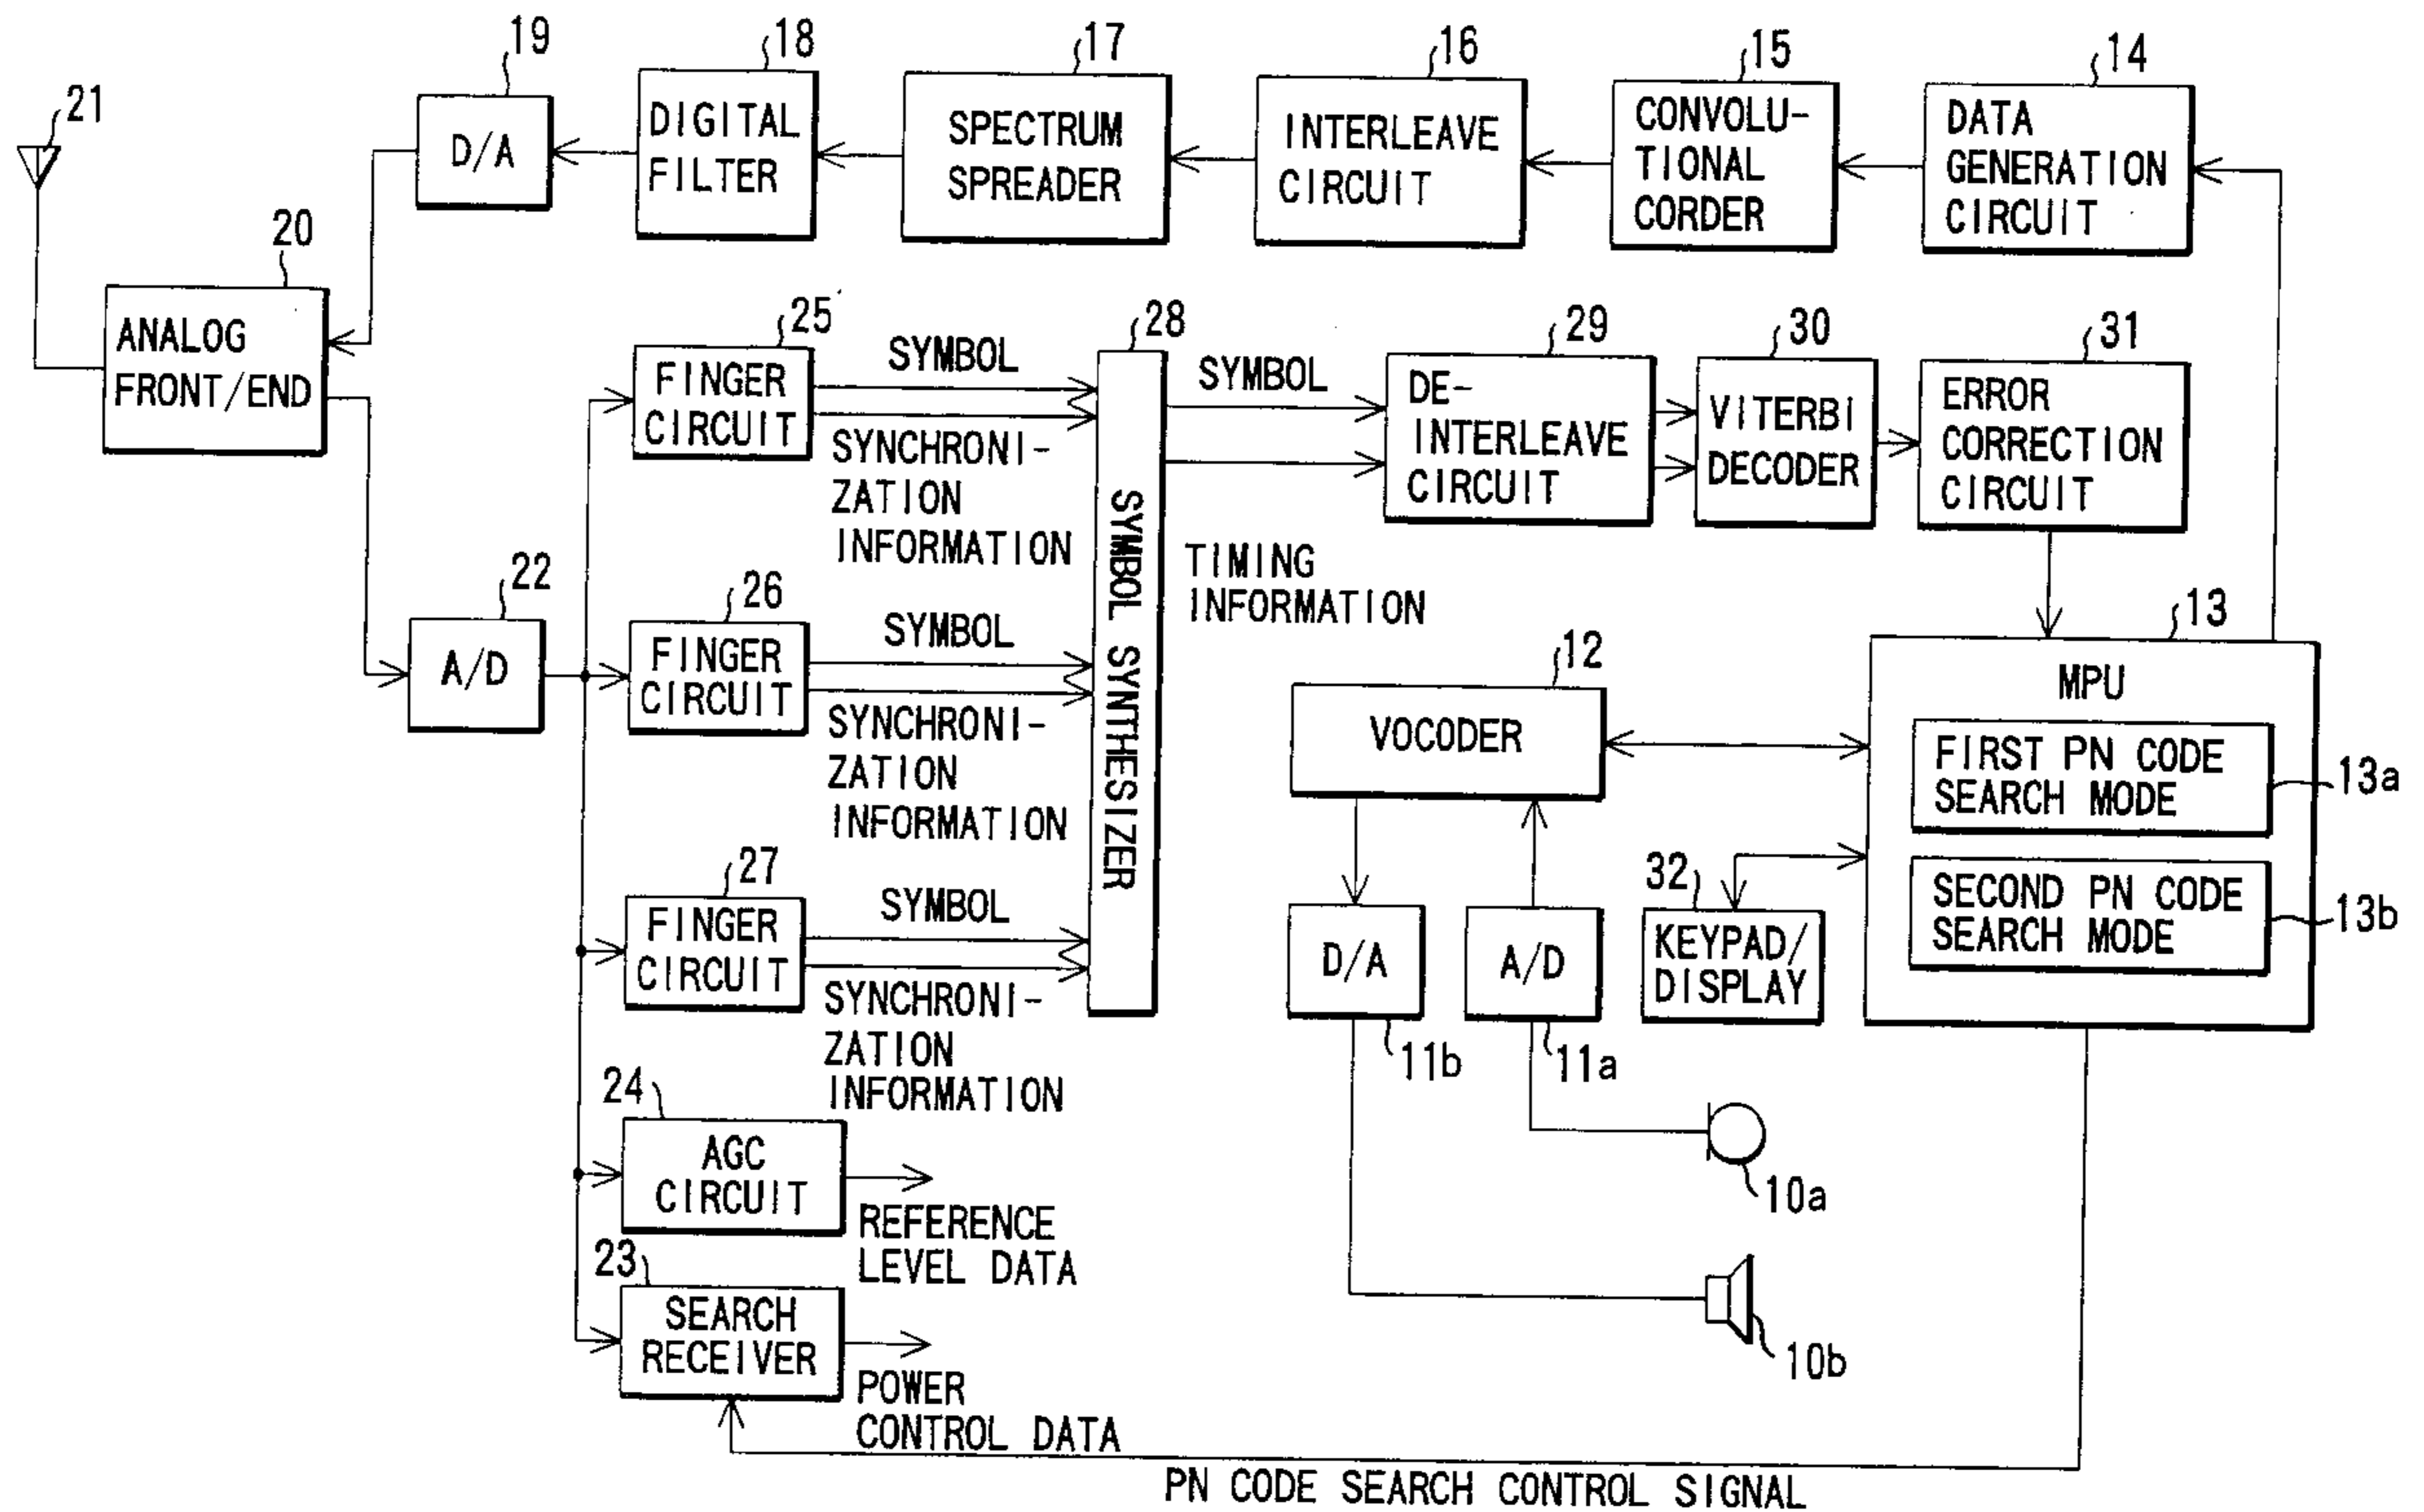 21
19
D/A
18
DIGITAL
FILTER
17
SPECTRUM
SPREADER
16
INTERLEAVE
CIRCUIT
15
CONVOLU-
TIONAL
CORDER
14
DATA
GENERATION
CIRCUIT
20
ANALOG
FRONT/END
22
A/D
25
FINGER
CIRCUIT
SYMBOL
SYNCHRONI-
ZATION
INFORMATION
26
FINGER
CIRCUIT
SYMBOL
SYNCHRONI-
ZATION
INFORMATION
27
FINGER
CIRCUIT
SYMBOL
SYNCHRONI-
ZATION
INFORMATION
24
AGC
CIRCUIT
REFERENCE
LEVEL DATA
23
SEARCH
RECEIVER
POWER
CONTROL DATA
28
SYMBOL SYNTHESIZER
SYMBOL
TIMING
INFORMATION
29
DE-
INTERLEAVE
CIRCUIT
30
VITERBI
DECODER
31
ERROR
CORRECTION
CIRCUIT
13
MPU
FIRST PN CODE
SEARCH MODE
13a
SECOND PN CODE
SEARCH MODE
13b
12
VOCODER
D/A
11b
A/D
11a
32
KEYPAD/
DISPLAY
10a
10b
PN CODE SEARCH CONTROL SIGNAL